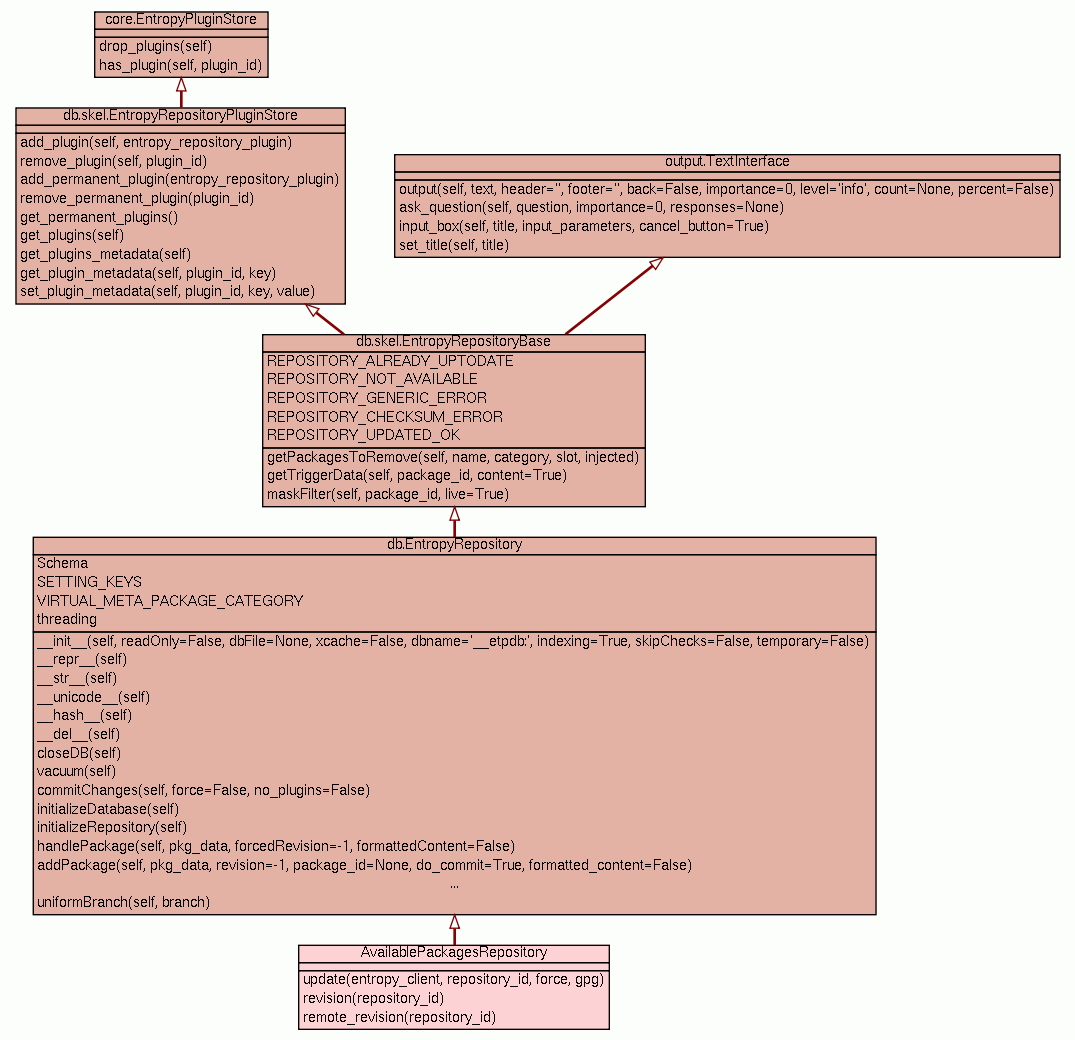 core.EntropyPluginStore
drop_plugins(self)
has_plugin(self, plugin_id)
db.skel.EntropyRepositoryPluginStore
add_plugin(self, entropy_repository_plugin)
remove_plugin(self, plugin_id)
add_permanent_plugin(entropy_repository_plugin)
remove_permanent_plugin(plugin_id)
get_permanent_plugins()
get_plugins(self)
get_plugins_metadata(self)
get_plugin_metadata(self, plugin_id, key)
set_plugin_metadata(self, plugin_id, key, value)
output.TextInterface
output(self, text, header='', footer='', back=False, importance=0, level='info', count=None, percent=False)
ask_question(self, question, importance=0, responses=None)
input_box(self, title, input_parameters, cancel_button=True)
set_title(self, title)
db.skel.EntropyRepositoryBase
REPOSITORY_ALREADY_UPTODATE
REPOSITORY_NOT_AVAILABLE
REPOSITORY_GENERIC_ERROR
REPOSITORY_CHECKSUM_ERROR
REPOSITORY_UPDATED_OK
getPackagesToRemove(self, name, category, slot, injected)
getTriggerData(self, package_id, content=True)
maskFilter(self, package_id, live=True)
db.EntropyRepository
Schema
SETTING_KEYS
VIRTUAL_META_PACKAGE_CATEGORY
threading
__init__(self, readOnly=False, dbFile=None, xcache=False, dbname='__etpdb:', indexing=True, skipChecks=False, temporary=False)
__repr__(self)
__str__(self)
__unicode__(self)
__hash__(self)
__del__(self)
closeDB(self)
vacuum(self)
commitChanges(self, force=False, no_plugins=False)
initializeDatabase(self)
initializeRepository(self)
handlePackage(self, pkg_data, forcedRevision=-1, formattedContent=False)
addPackage(self, pkg_data, revision=-1, package_id=None, do_commit=True, formatted_content=False)
...
uniformBranch(self, branch)
AvailablePackagesRepository
update(entropy_client, repository_id, force, gpg)
revision(repository_id)
remote_revision(repository_id)